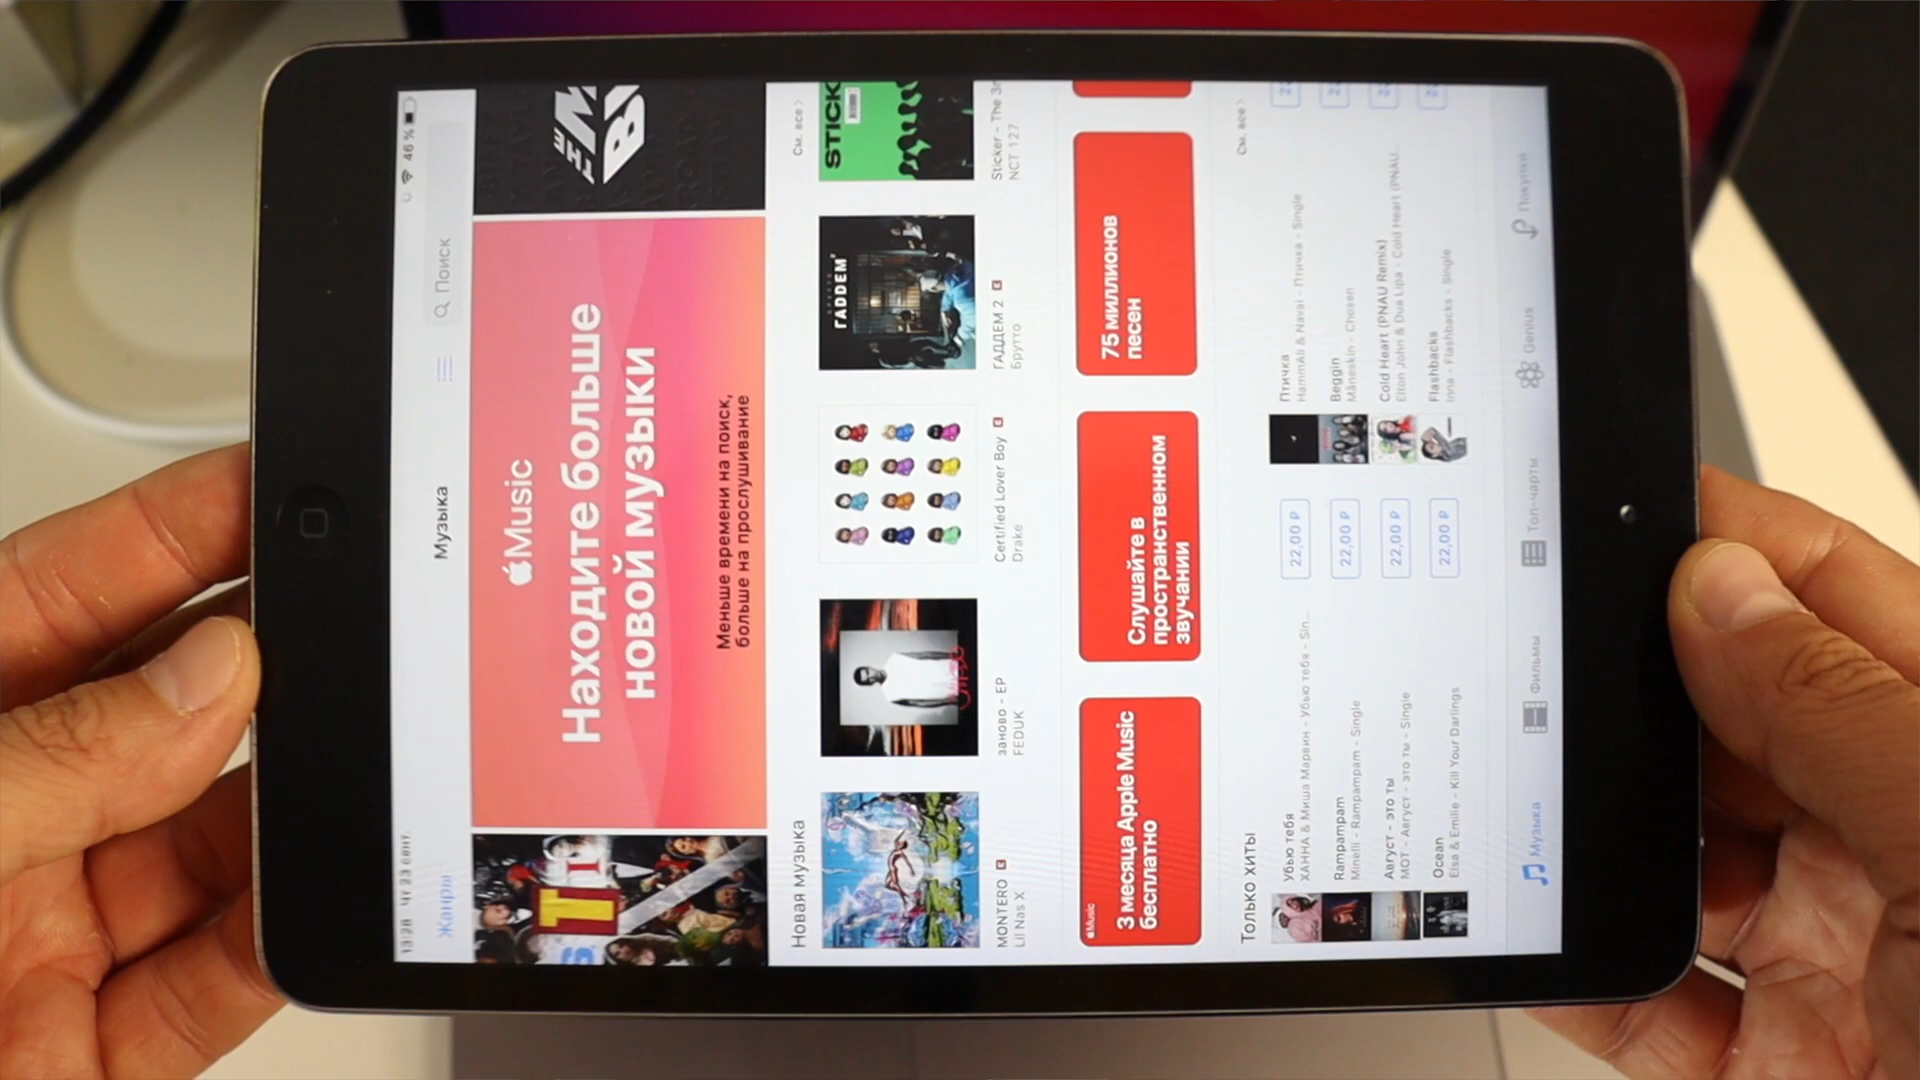 13:28 Чт 23 сент.
46 %
Жанры
Музыка
Поиск
Music
Находите больше
новой музыки
Меньше времени на поиск,
больше на прослушивание
Новая музыка
См. все >
MONTERO E
Lil Nas X
заново - EP
FEDUK
Certified Lover Boy E
Drake
ГАДДЕМ
ГАДДЕМ 2 E
Брутто
STICK
Sticker - The 3r
NCT 127
Music
3 месяца Apple Music
бесплатно
Слушайте в
пространственном
звучании
75 миллионов
песен
Только хиты
См. все >
Убью тебя
ХАННА & Миша Марвин - Убью тебя - Sin...
22,00 ₽
Rampampam
Minelli - Rampampam - Single
22,00 ₽
Август - это ты
МОТ - Август - это ты - Single
22,00 ₽
Ocean
Elsa & Emilie - Kill Your Darlings
22,00 ₽
Птичка
HammAli & Navai - Птичка - Single
Beggin
Måneskin - Chosen
Cold Heart (PNAU Remix)
Elton John & Dua Lipa - Cold Heart (PNAU...
Flashbacks
Inna - Flashbacks - Single
Музыка
Фильмы
Топ-чарты
Genius
Покупки